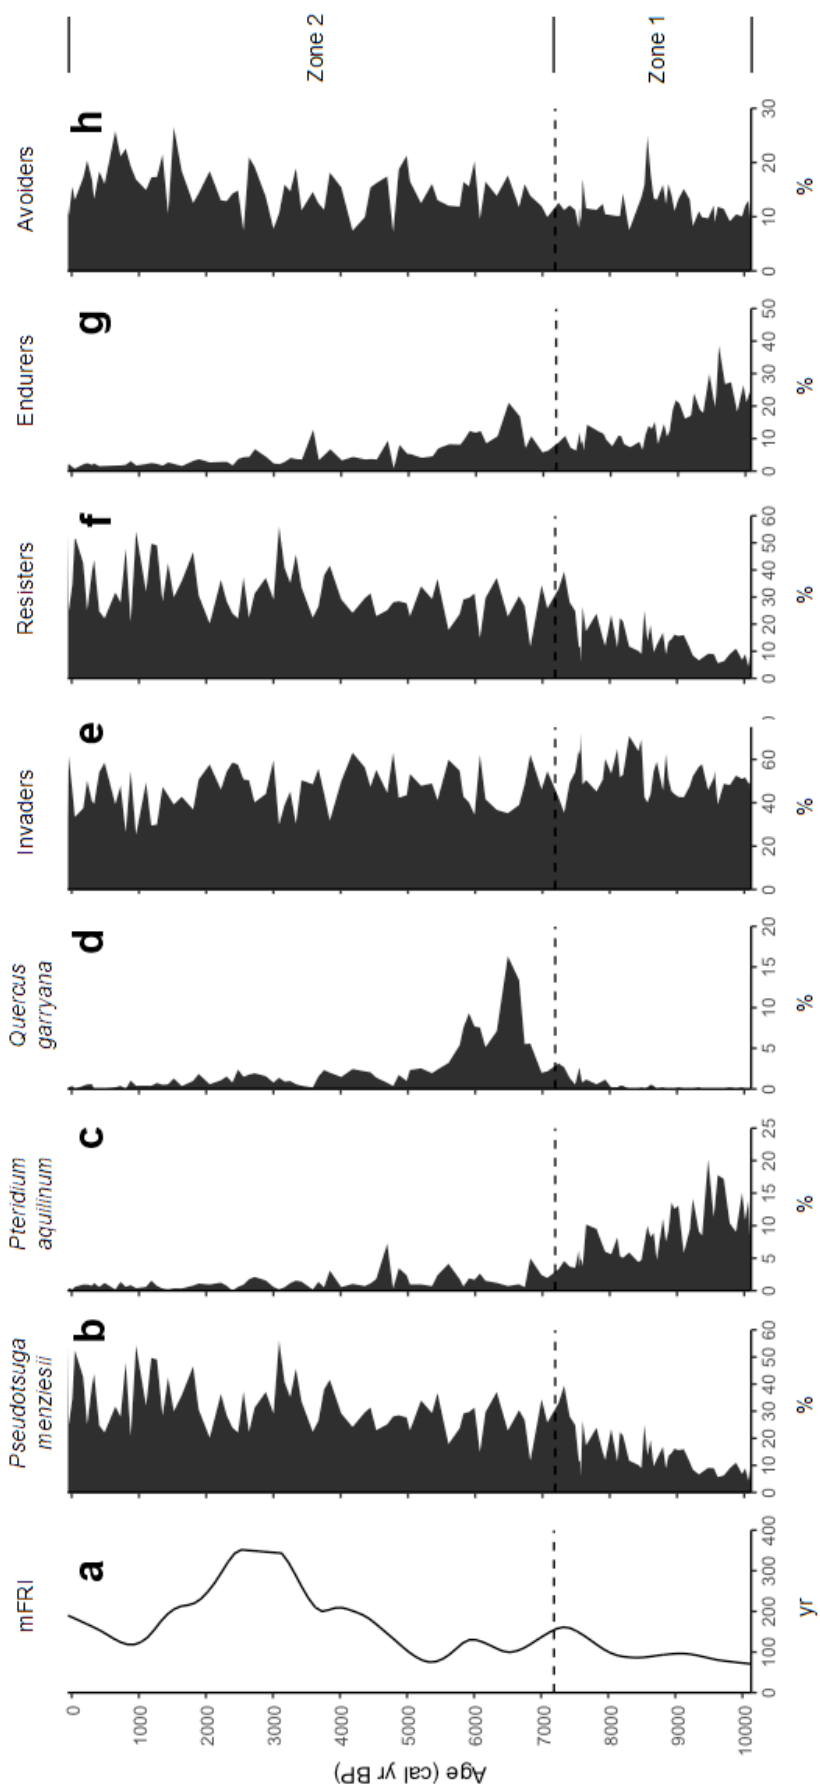 mFRI
Pseudotsuga
menziesii
Pteridium
aquilinum
Quercus
garryana
Invaders
Resisters
Endurers
Avoiders
a
b
c
d
e
f
g
h
Zone 2
Zone 1
Age (cal yr BP)
0
1000
2000
3000
4000
5000
6000
7000
8000
9000
10000
0 100 200 300 400
0 10 20 30 40 50 60
0 5 10 15 20 25
0 5 10 15 20
0 20 40 60
0 10 20 30 40 50 60
0 10 20 30 40 50
0 10 20 30
yr
%
%
%
%
%
%
%